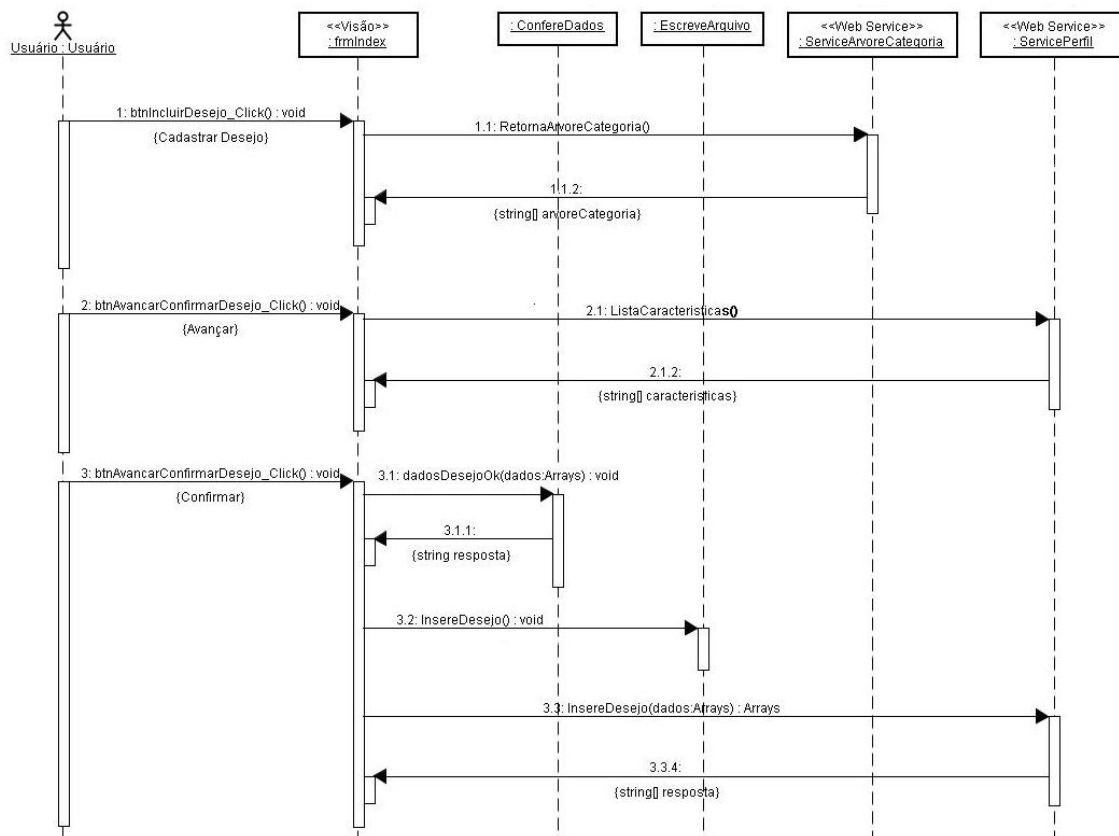 Usuário : Usuário
<<Visão>>
: frmIndex
: ConfereDados
: EscreveArquivo
<<Web Service>>
: ServiceArvoreCategoria
<<Web Service>>
: ServicePerfil
1: btnIncluirDesejo_Click() : void
{Cadastrar Desejo}
1.1: RetornaArvoreCategoria()
1.1.2:
{string[] arvoreCategoria}
2: btnAvancarConfirmarDesejo_Click() : void
{Avançar}
2.1: ListaCaracteristicas()
2.1.2:
{string[] caracteristicas}
3: btnAvancarConfirmarDesejo_Click() : void
{Confirmar}
3.1: dadosDesejoOk(dados:Arrays) : void
3.1.1:
{string resposta}
3.2: InsereDesejo() : void
3.3: InsereDesejo(dados:Arrays) : Arrays
3.3.4:
{string[] resposta}